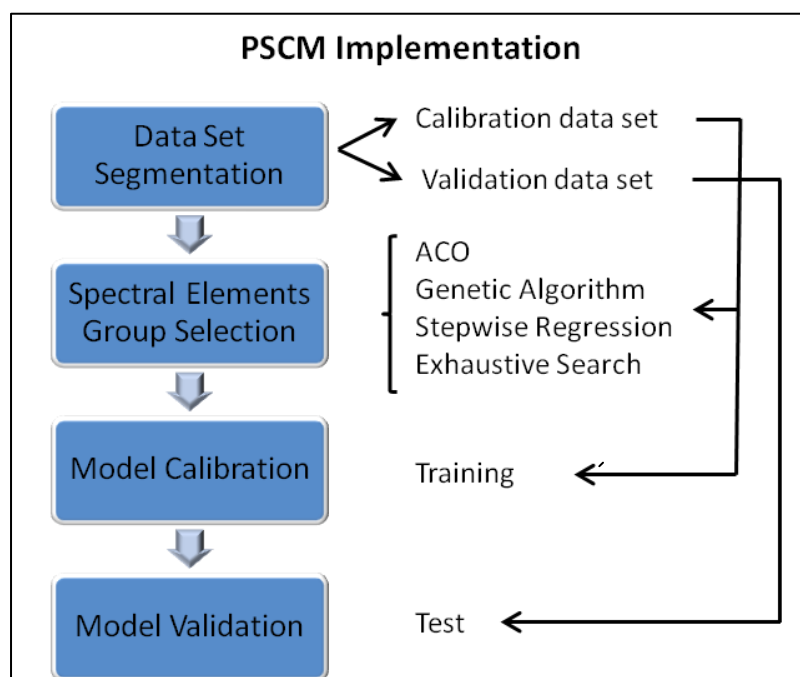 PSCM Implementation
Data Set
Segmentation
Calibration data set
Validation data set
Spectral Elements
Group Selection
ACO
Genetic Algorithm
Stepwise Regression
Exhaustive Search
Model Calibration
Training
Model Validation
Test